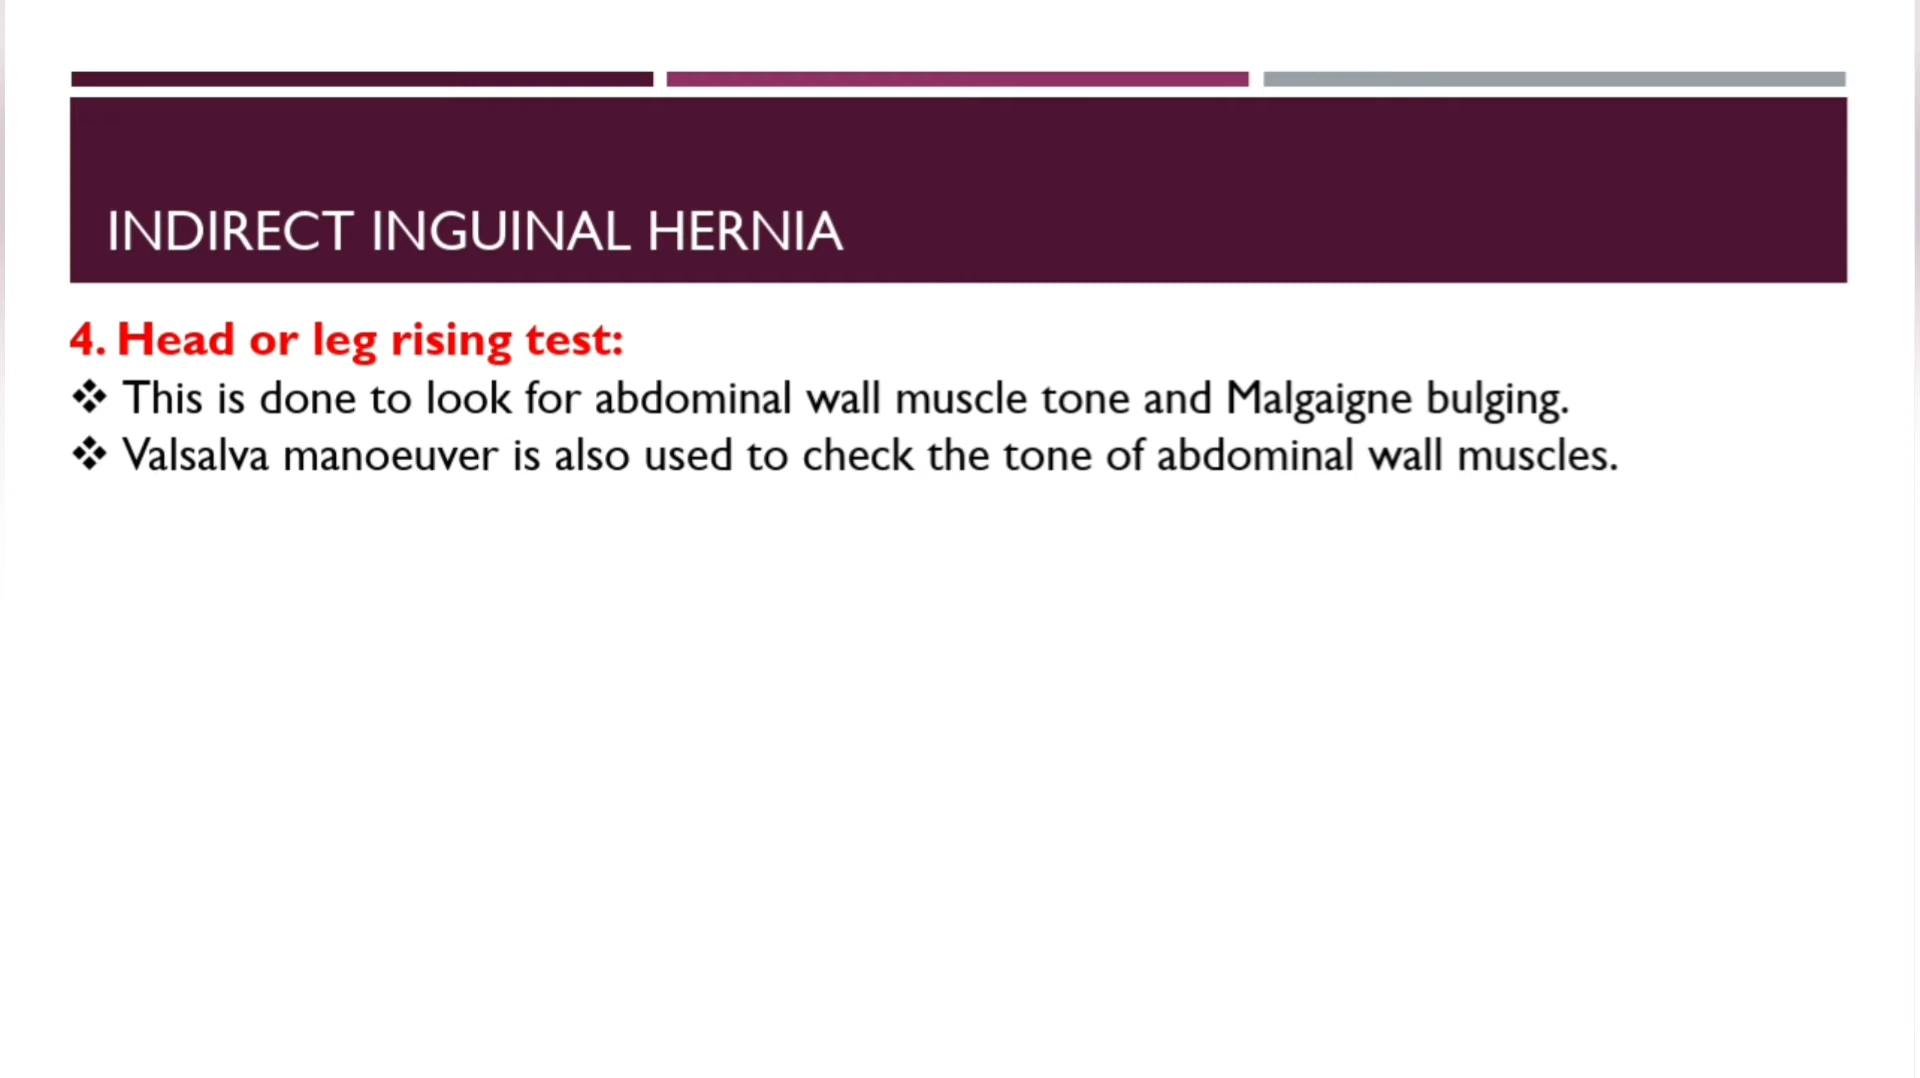 INDIRECT INGUINAL HERNIA
4. Head or leg rising test:
❖ This is done to look for abdominal wall muscle tone and Malgaigne bulging.
❖ Valsalva manoeuver is also used to check the tone of abdominal wall muscles.